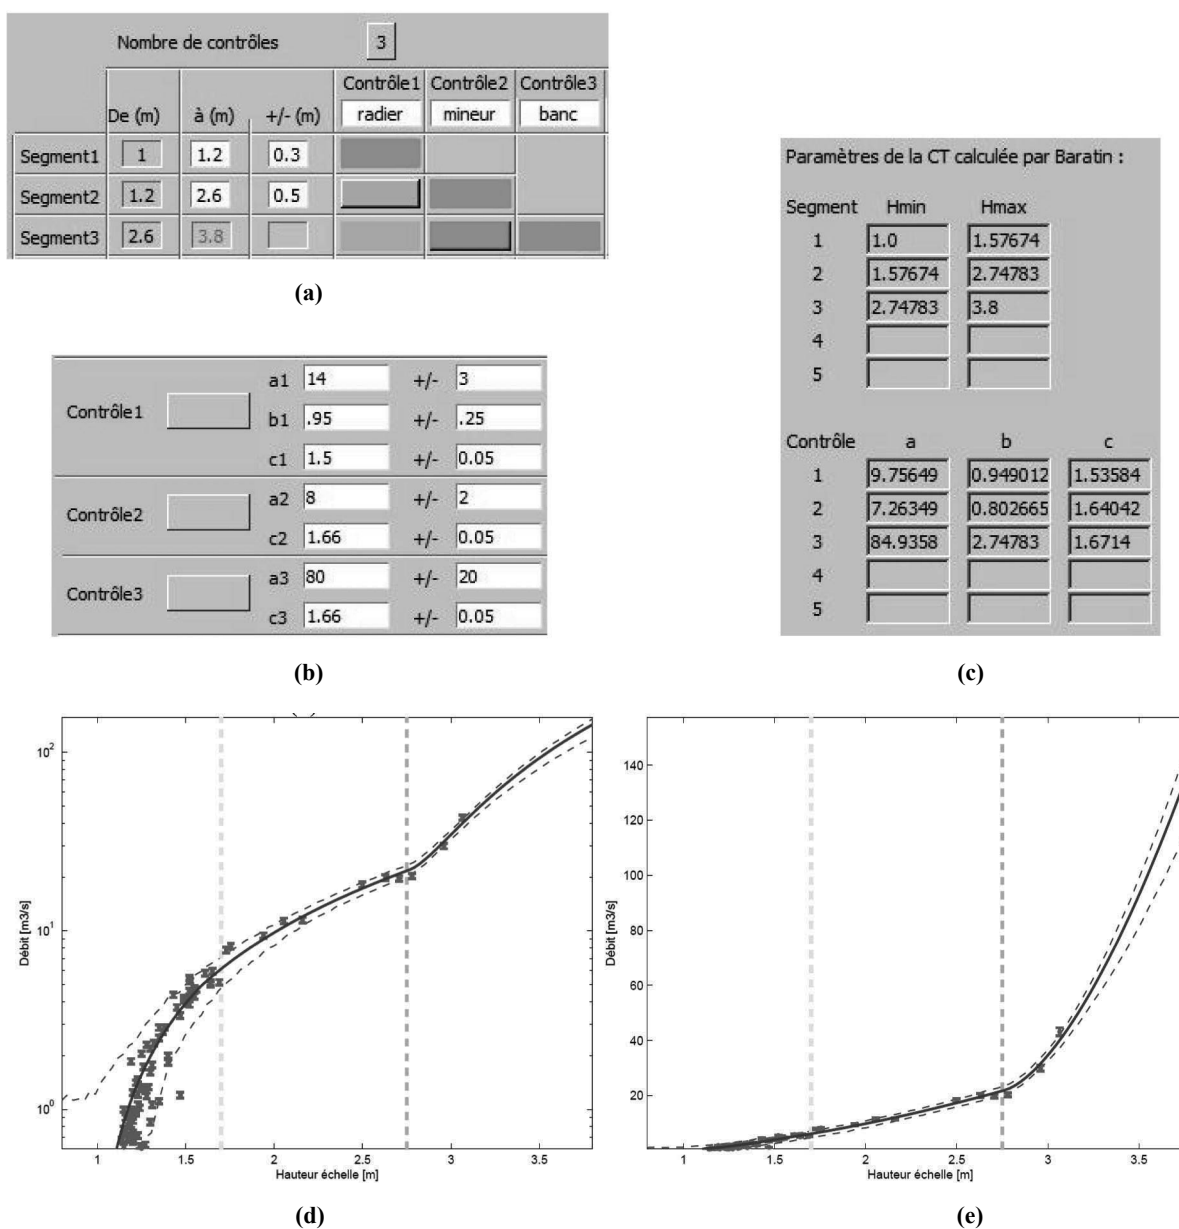 Nombre de contrôles 3
Contrôle1 Contrôle2 Contrôle3
De (m) à (m) +/- (m) radier mineur banc
Segment1 1 1.2 0.3
Segment2 1.2 2.6 0.5
Segment3 2.6 3.8
(a)
Contrôle1
a1 14 +/- 3
b1 .95 +/- .25
c1 1.5 +/- 0.05
Contrôle2
a2 8 +/- 2
c2 1.66 +/- 0.05
Contrôle3
a3 80 +/- 20
c3 1.66 +/- 0.05
(b)
Paramètres de la CT calculée par Baratin :
Segment Hmin Hmax
1 1.0 1.57674
2 1.57674 2.74783
3 2.74783 3.8
4
5
Contrôle a b c
1 9.75649 0.949012 1.53584
2 7.26349 0.802665 1.64042
3 84.9358 2.74783 1.6714
4
5
(c)
Débit [m3/s]
10²
10¹
10⁰
1 1.5 2 2.5 3 3.5
Hauteur échelle [m]
(d)
Débit [m3/s]
140
120
100
80
60
40
20
1 1.5 2 2.5 3 3.5
Hauteur échelle [m]
(e)